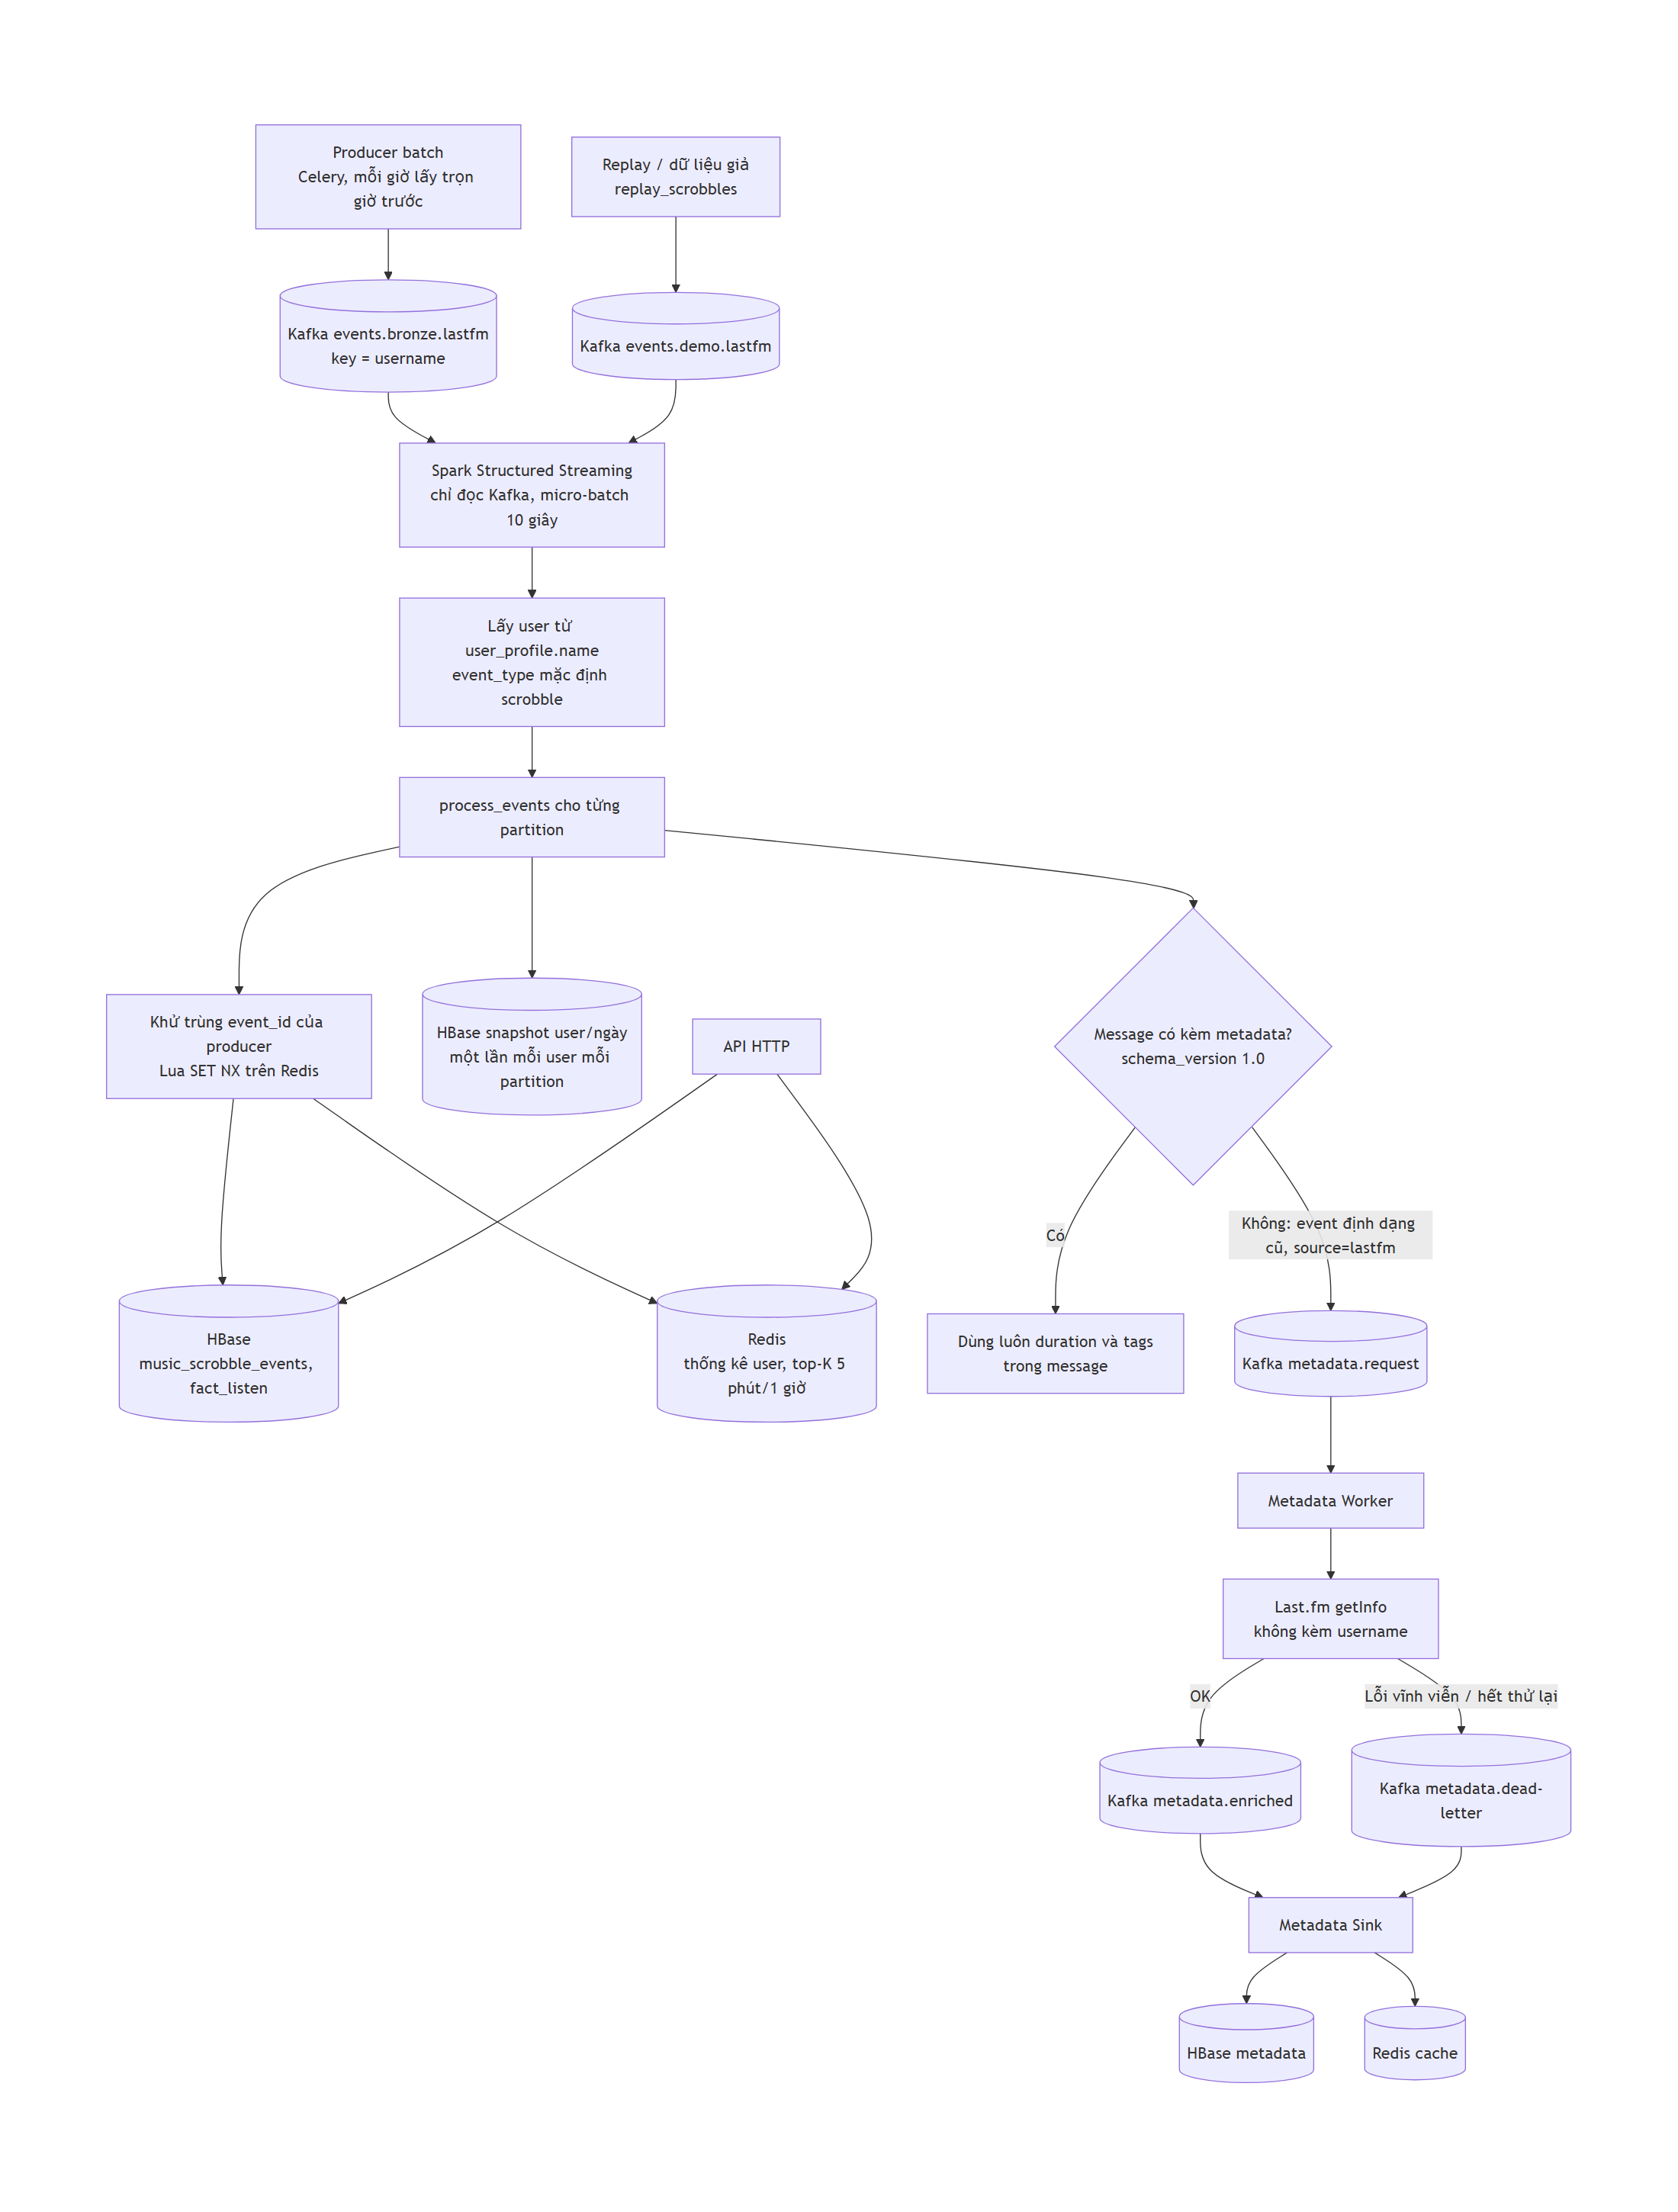 Producer batch
Celery, mỗi giờ lấy trọn
giờ trước
Replay / dữ liệu giả
replay_scrobbles
Kafka events.bronze.lastfm
key = username
Kafka events.demo.lastfm
Spark Structured Streaming
chỉ đọc Kafka, micro-batch
10 giây
Lấy user từ
user_profile.name
event_type mặc định
scrobble
process_events cho từng
partition
Khử trùng event_id của
producer
Lua SET NX trên Redis
HBase snapshot user/ngày
một lần mỗi user mỗi
partition
API HTTP
Message có kèm metadata?
schema_version 1.0
Có
Không: event định dạng
cũ, source=lastfm
HBase
music_scrobble_events,
fact_listen
Redis
thống kê user, top-K 5
phút/1 giờ
Dùng luôn duration và tags
trong message
Kafka metadata.request
Metadata Worker
Last.fm getInfo
không kèm username
OK
Lỗi vĩnh viễn / hết thử lại
Kafka metadata.enriched
Kafka metadata.dead-
letter
Metadata Sink
HBase metadata
Redis cache